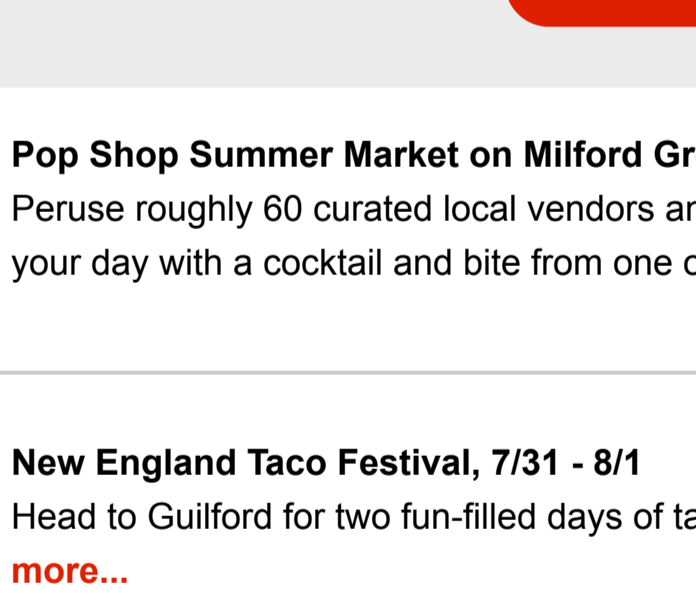 Pop Shop Summer Market on Milford Gr
Peruse roughly 60 curated local vendors
your day with a cocktail and bite from one
New England Taco Festival, 7/31 - 8/1
Head to Guilford for two fun-filled days of
more...